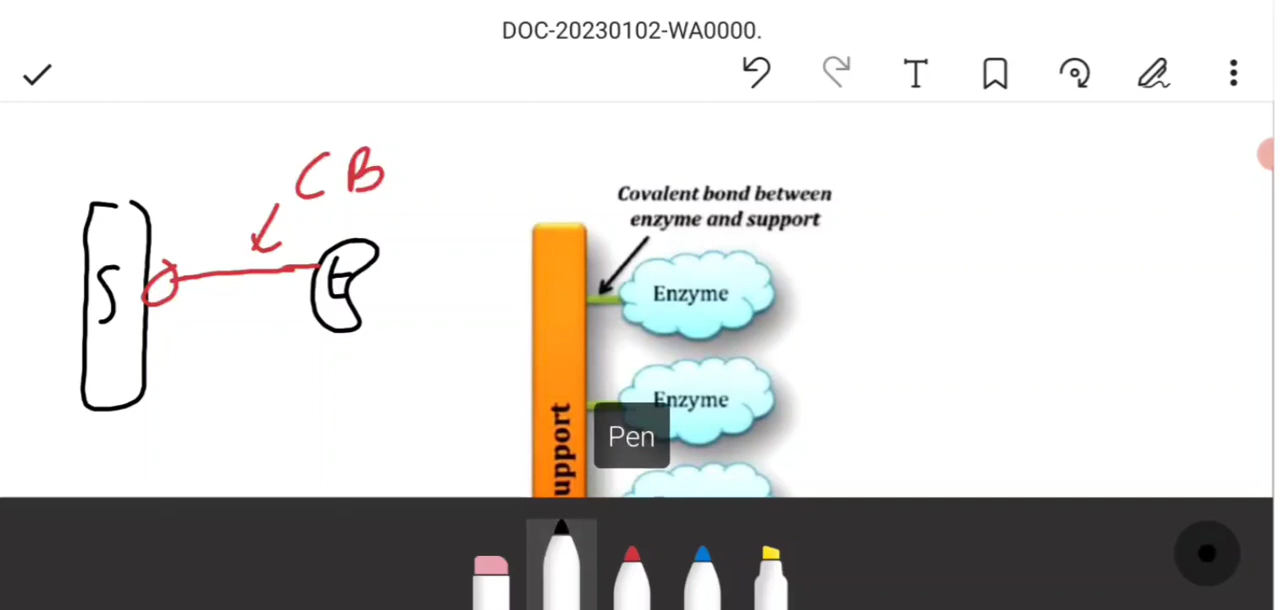 DOC-20230102-WA0000.
T
CB
S
E
Covalent bond between
enzyme and support
Enzyme
Enzyme
upport
Pen